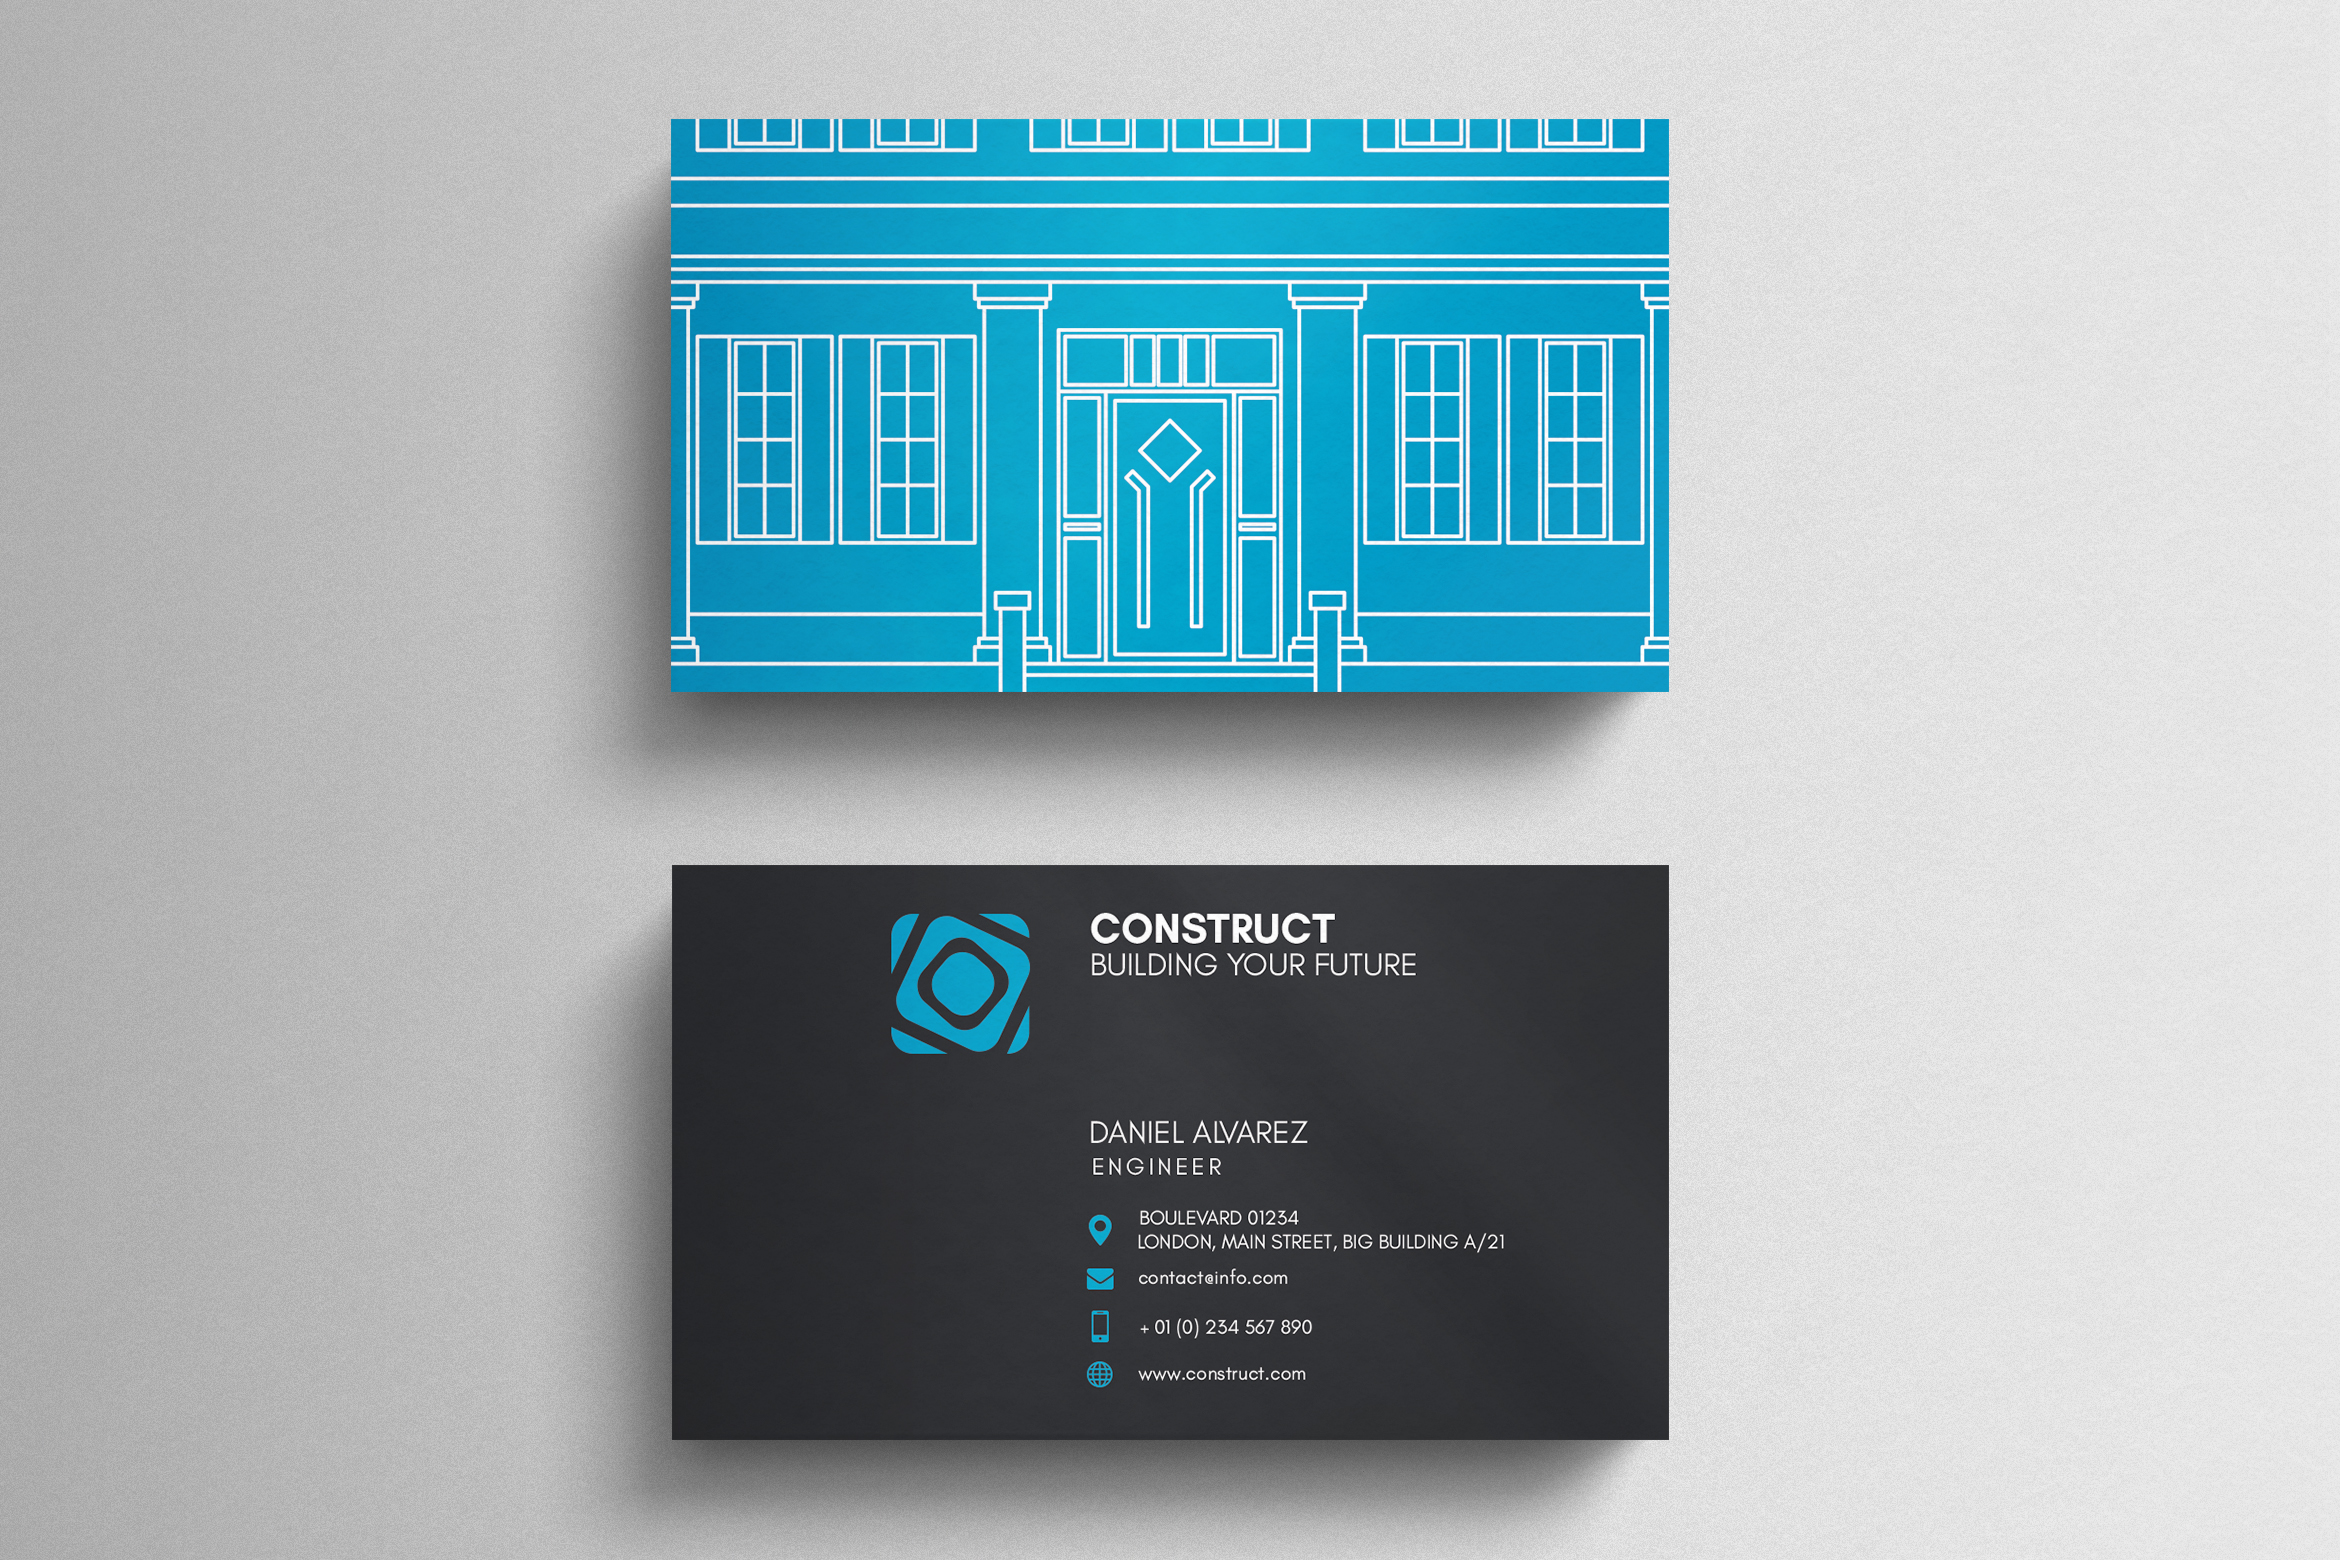 CONSTRUCT
BUILDING YOUR FUTURE
DANIEL ALVAREZ
ENGINEER
BOULEVARD 01234
LONDON, MAIN STREET, BIG BUILDING A/21
contact@info.com
+ 01 (0) 234 567 890
www.construct.com